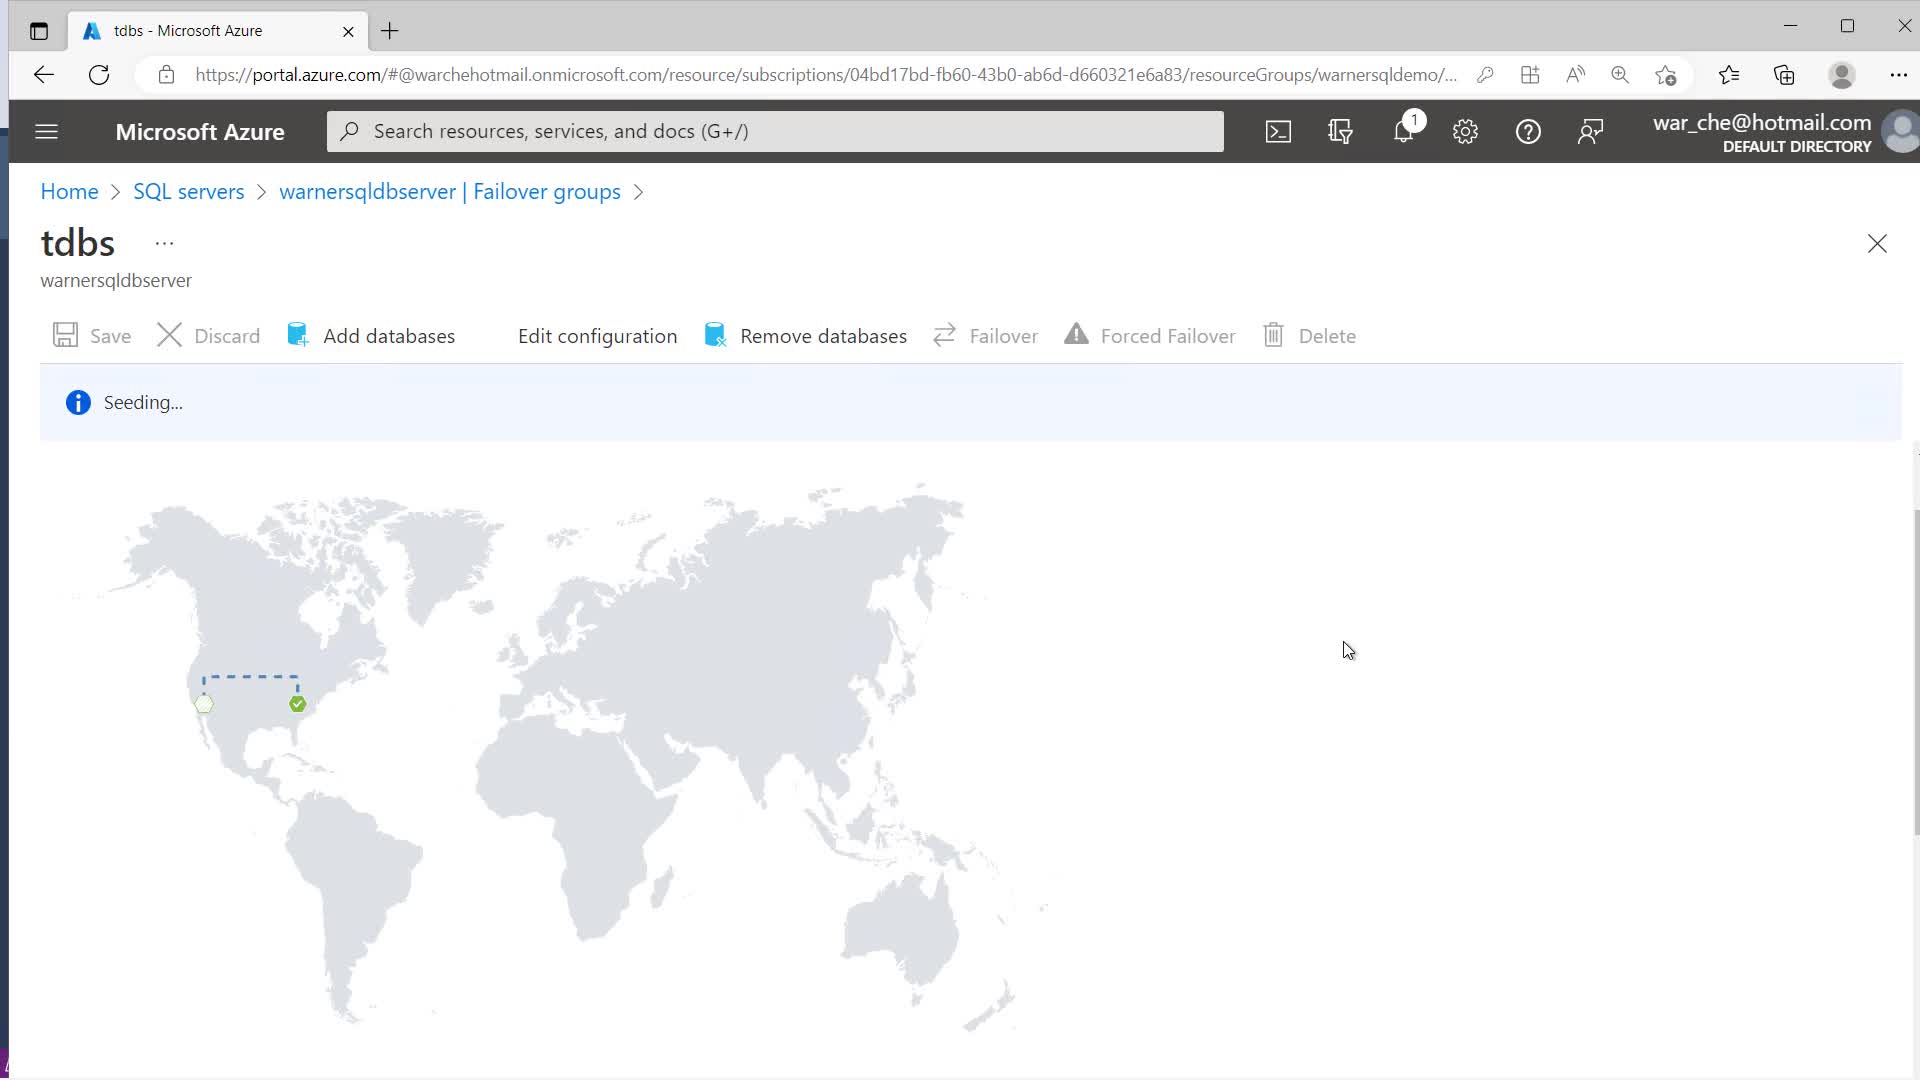 tdbs - Microsoft Azure
https://portal.azure.com/#@warchehotmail.onmicrosoft.com/resource/subscriptions/04bd17bd-fb60-43b0-ab6d-d660321e6a83/resourceGroups/warnersqldemo/...
Microsoft Azure
Search resources, services, and docs (G+/)
1
war_che@hotmail.com
DEFAULT DIRECTORY
Home > SQL servers > warnersqldbserver | Failover groups >
tdbs ...
warnersqldbserver
Save Discard Add databases Edit configuration Remove databases Failover Forced Failover Delete
Seeding...